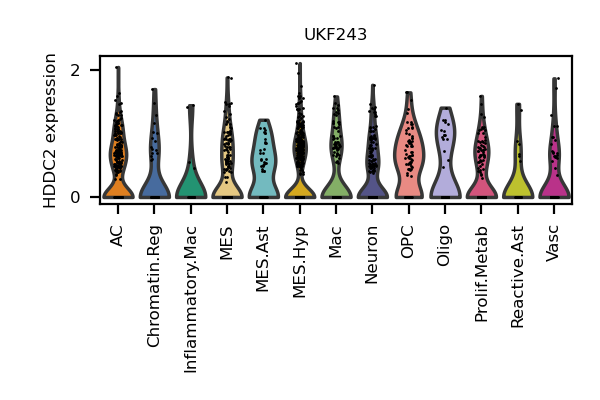 UKF243
HDDC2 expression
2
0
AC
Chromatin.Reg
Inflammatory.Mac
MES
MES.Ast
MES.Hyp
Mac
Neuron
OPC
Oligo
Prolif.Metab
Reactive.Ast
Vasc